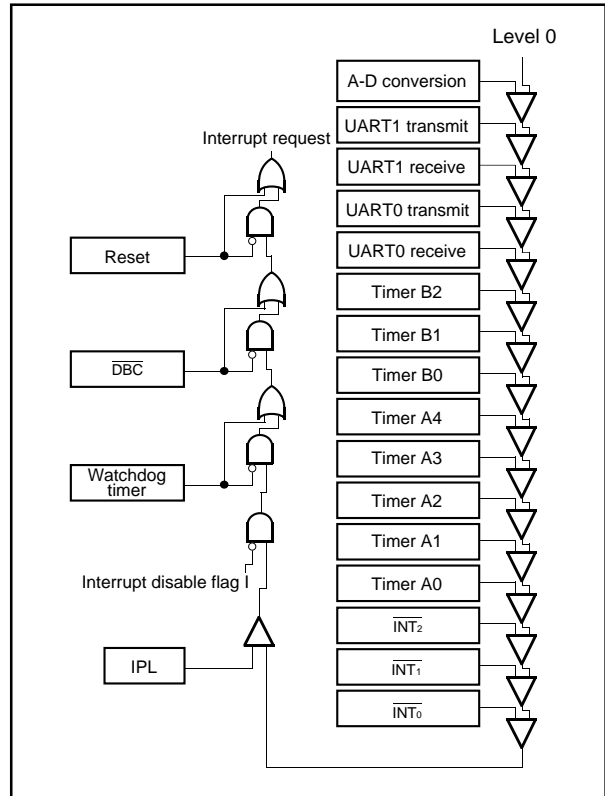 Level 0
A-D conversion
UART1 transmit
Interrupt request
UART1 receive
UART0 transmit
Reset
UART0 receive
Timer B2
Timer B1
DBC
Timer B0
Timer A4
Timer A3
Watchdog
timer
Timer A2
Timer A1
Interrupt disable flag I
Timer A0
INT2
IPL
INT1
INT0